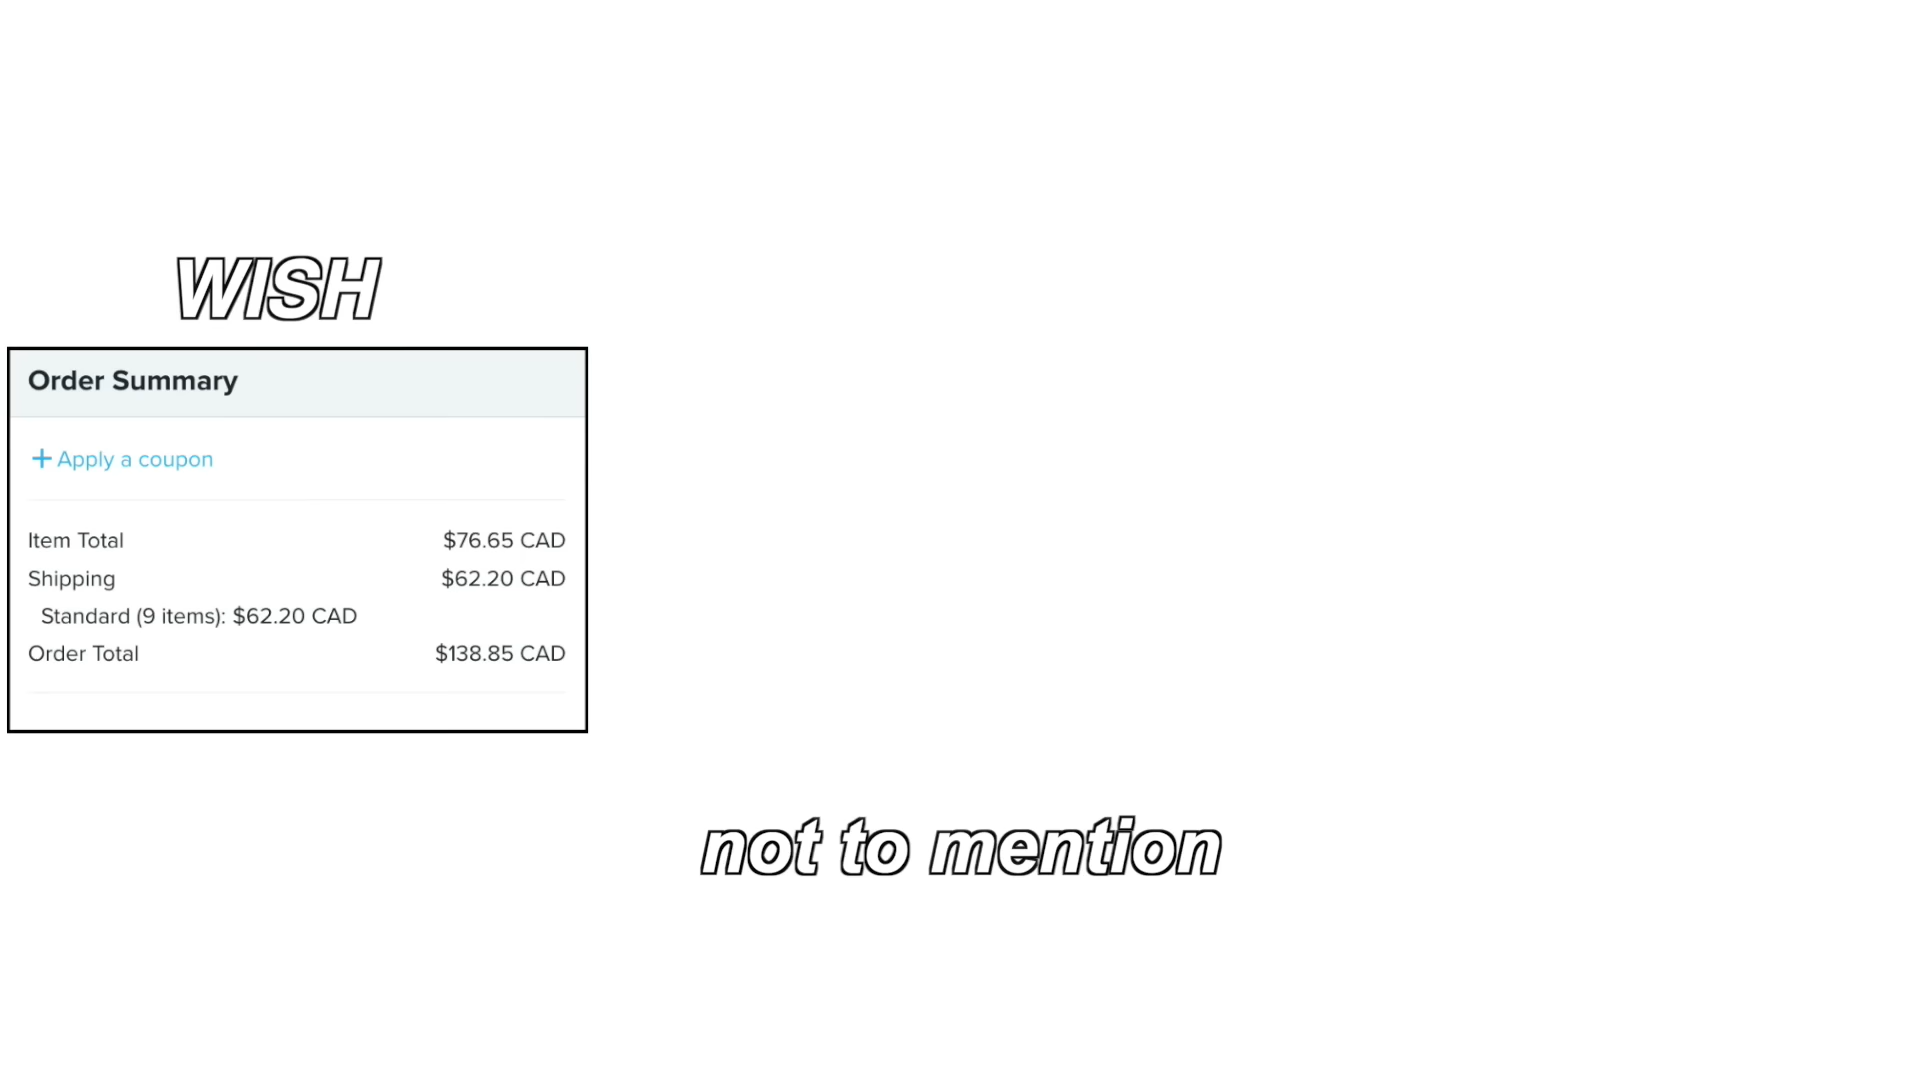 WISH
Order Summary
+ Apply a coupon
Item Total $76.65 CAD
Shipping $62.20 CAD
Standard (9 items): $62.20 CAD
Order Total $138.85 CAD
not to mention